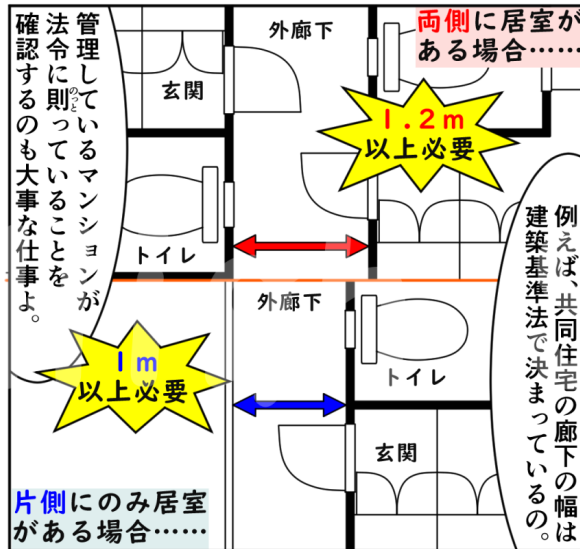 両側に居室が
ある場合……
外廊下
玄関
1.2m
以上必要
トイレ
例えば、共同住宅の廊下の幅は
建築基準法で決まっているの。
管理しているマンションが
法令に則っていることを
のっと
確認するのも大事な仕事よ。
外廊下
1m
以上必要
トイレ
玄関
片側にのみ居室
がある場合……